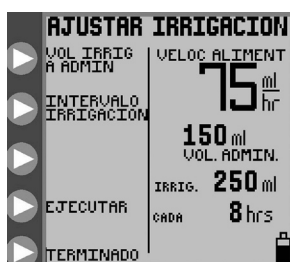 AJUSTAR IRRIGACION
VOL IRRIG
A ADMIN
INTERVALO
IRRIGACION
EJECUTAR
TERMINADO
VELOC ALIMENT
75 ml
hr
150 ml
VOL. ADMIN.
IRRIG. 250 ml
CADA 8 hrs